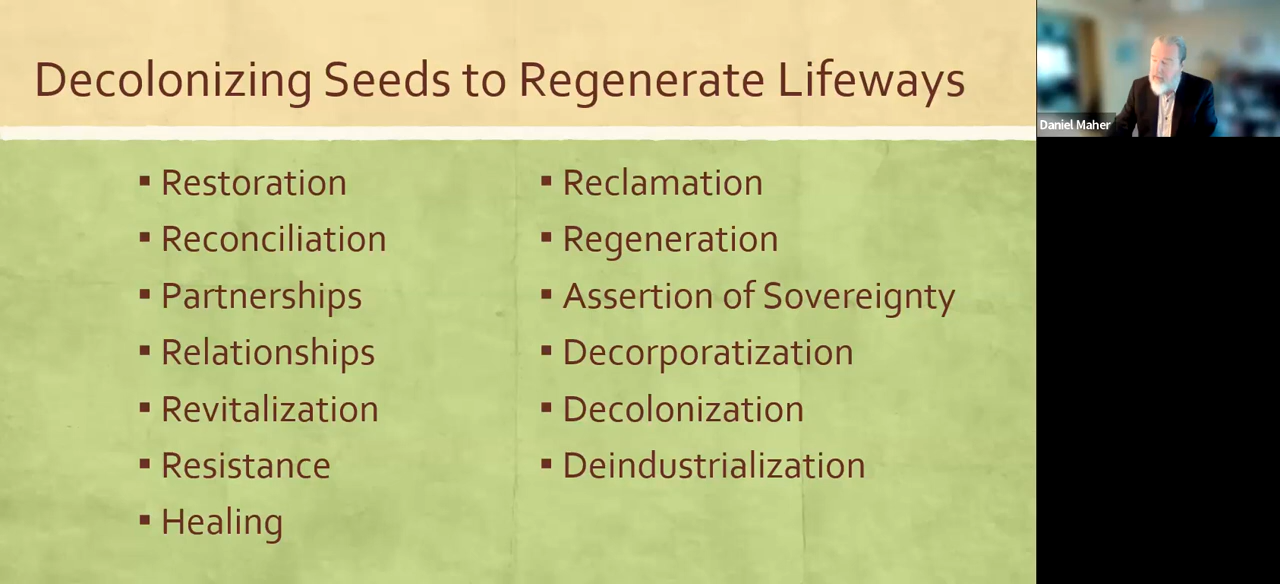 Decolonizing Seeds to Regenerate Lifeways
▪ Restoration
▪ Reconciliation
▪ Partnerships
▪ Relationships
▪ Revitalization
▪ Resistance
▪ Healing
▪ Reclamation
▪ Regeneration
▪ Assertion of Sovereignty
▪ Decorporatization
▪ Decolonization
▪ Deindustrialization
Daniel Maher